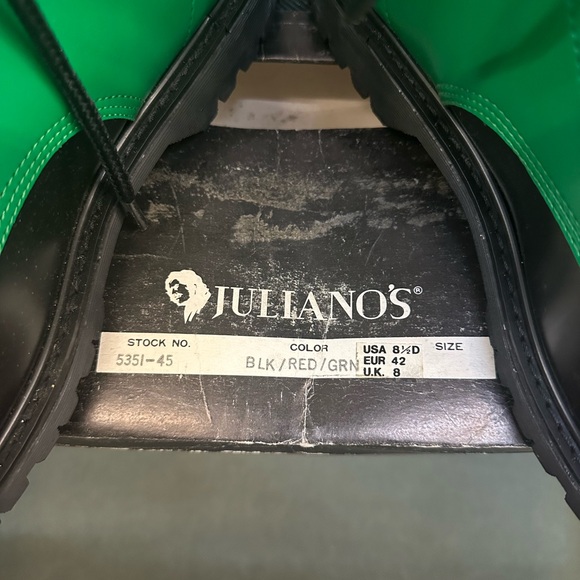 JULIANO'S®
STOCK NO. COLOR SIZE
5351-45 BLK/RED/GRN
USA 8½D
EUR 42
U.K. 8